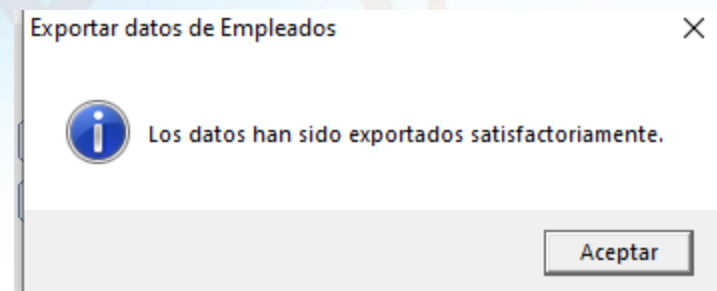 Exportar datos de Empleados
Los datos han sido exportados satisfactoriamente.
Aceptar